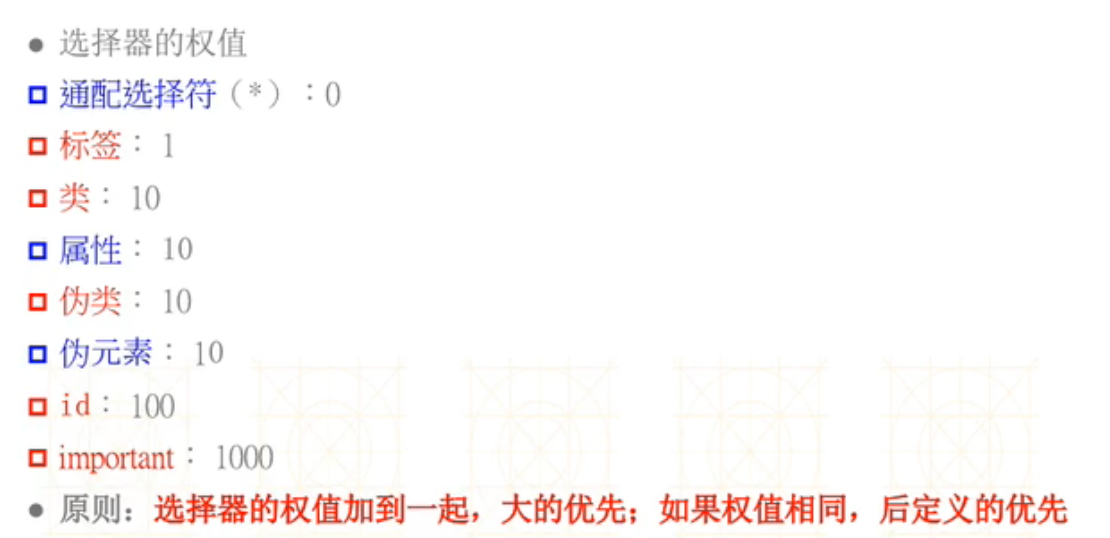 选择器的权值
通配选择符（*）：0
标签： 1
类： 10
属性： 10
伪类： 10
伪元素： 10
id： 100
important： 1000
原则：选择器的权值加到一起，大的优先；如果权值相同，后定义的优先